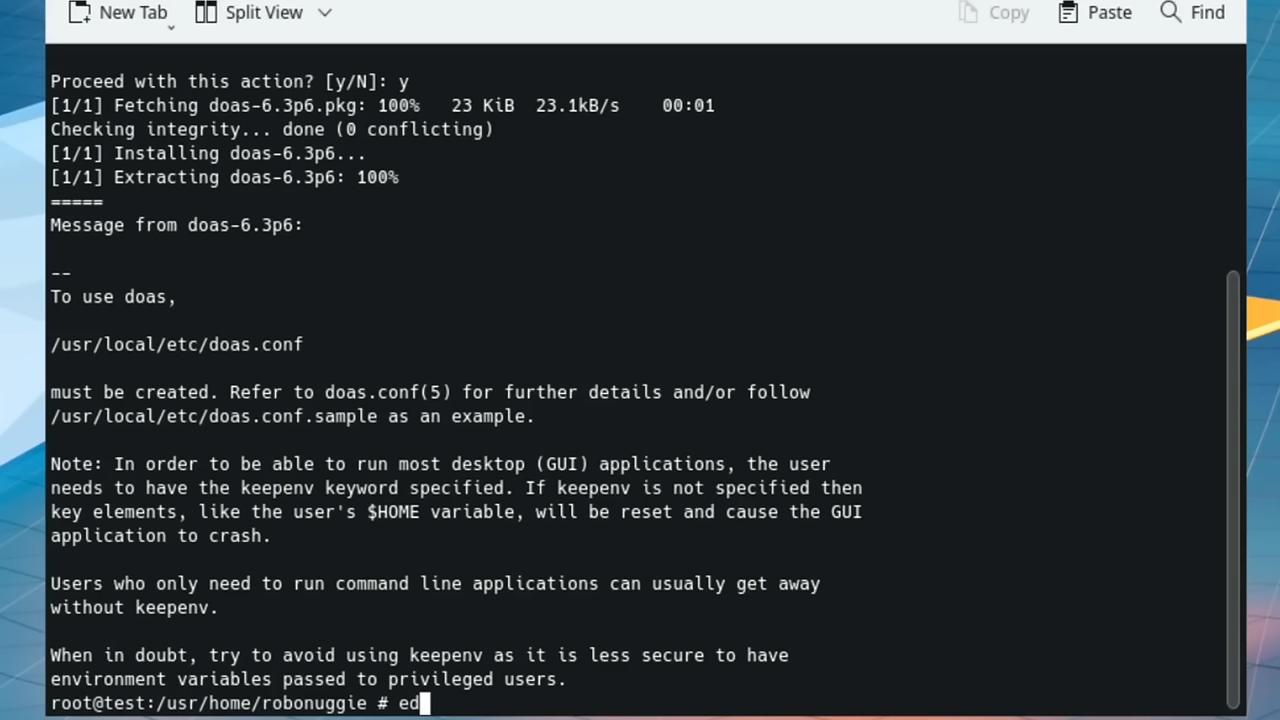 New Tab Split View Copy Paste Find
Proceed with this action? [y/N]: y
[1/1] Fetching doas-6.3p6.pkg: 100%   23 KiB  23.1kB/s    00:01
Checking integrity... done (0 conflicting)
[1/1] Installing doas-6.3p6...
[1/1] Extracting doas-6.3p6: 100%
=====
Message from doas-6.3p6:
--
To use doas,
/usr/local/etc/doas.conf
must be created. Refer to doas.conf(5) for further details and/or follow
/usr/local/etc/doas.conf.sample as an example.
Note: In order to be able to run most desktop (GUI) applications, the user
needs to have the keepenv keyword specified. If keepenv is not specified then
key elements, like the user's $HOME variable, will be reset and cause the GUI
application to crash.
Users who only need to run command line applications can usually get away
without keepenv.
When in doubt, try to avoid using keepenv as it is less secure to have
environment variables passed to privileged users.
root@test:/usr/home/robonuggie # ed